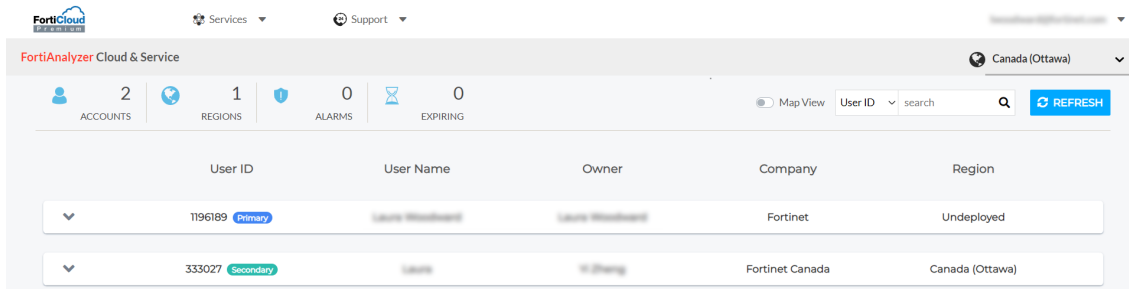 FortiCloud
Premium
Services
Support
FortiAnalyzer Cloud & Service
Canada (Ottawa)
2
ACCOUNTS
1
REGIONS
0
ALARMS
0
EXPIRING
Map View
User ID
search
REFRESH
User ID User Name Owner Company Region
1196189 Primary Fortinet Undeployed
333027 Secondary Fortinet Canada Canada (Ottawa)